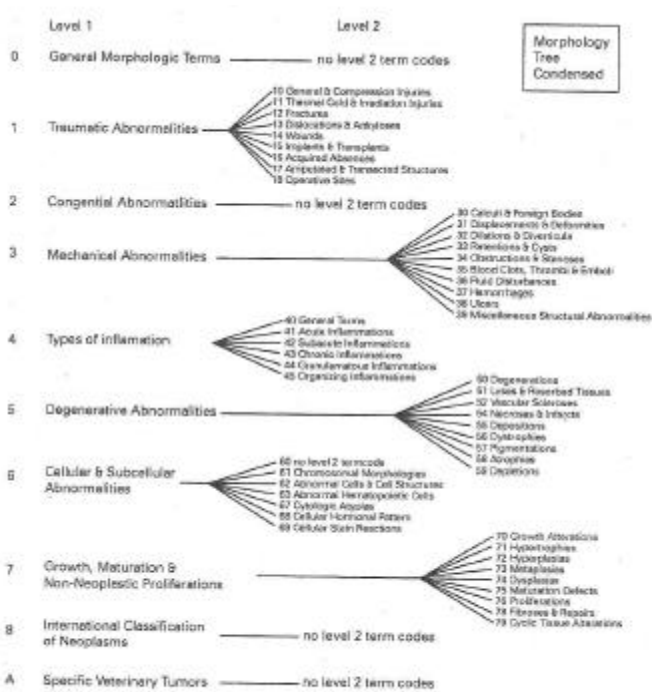 Level 1 Level 2
Morphology
Tree
Condensed
0 General Morphologic Terms no level 2 term codes
1 Traumatic Abnormalities
10 General & Compression Injuries
11 Thermal Cold & Irradiation Injuries
12 Fractures
13 Dislocations & Ankyloses
14 Wounds
15 Implants & Transplants
16 Acquired Absences
17 Amputated & Transected Structures
18 Operative Sites
2 Congential Abnormatlities no level 2 term codes
3 Mechanical Abnormalities
30 Calculi & Foreign Bodies
31 Displacements & Deformities
32 Dilations & Diverticula
33 Retentions & Cysts
34 Obstructions & Stenoses
35 Blood Clots, Thrombi & Emboli
36 Fluid Disturbances
37 Hemorrhages
38 Ulcers
39 Miscellaneous Structural Abnormalities
4 Types of inflamation
40 General Terms
41 Acute Inflammations
42 Subacute Inflammations
43 Chronic Inflammations
44 Granulamatous Inflammations
45 Organizing Inflammations
5 Degenerative Abnormalities
50 Degenerations
51 Lyses & Resorbed Tissues
52 Vascular Scleroses
54 Necroses & Infarcts
55 Depositions
56 Dystrophies
57 Pigmentations
58 Atrophies
59 Depletions
6 Cellular & Subcellular
Abnormalities
60 no level 2 termcode
61 Chromosomal Morphologies
62 Abnormal Cells & Cell Structures
63 Abnormal Hematopoietic Cells
67 Cytologic Atypias
68 Cellular Hormonal Pattern
69 Cellular Stain Reactions
7 Growth, Maturation &
Non-Neoplestic Proliferations
70 Growth Alterations
71 Hypertrophies
72 Hyperplasias
73 Metaplasias
74 Dysplasias
75 Maturation Defects
76 Proliferations
78 Fibroses & Repairs
79 Cyclic Tissue Alterations
8 International Classification
of Neoplasms no level 2 term codes
A Specific Veterinary Tumors no level 2 term codes